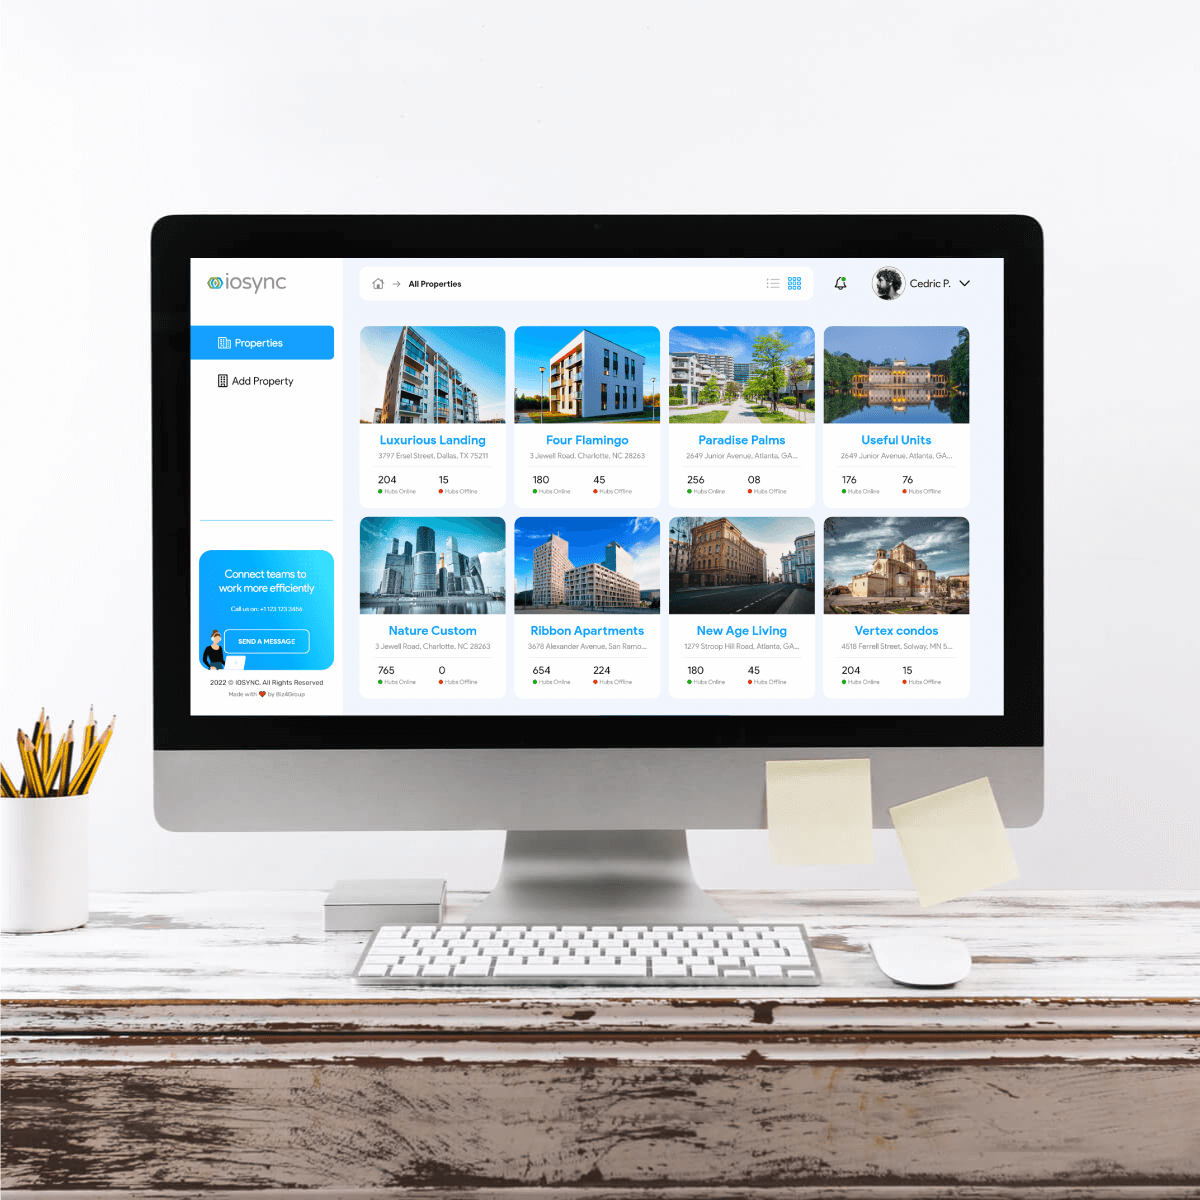 iosync
All Properties
Cedric P.
Properties
Add Property
Luxurious Landing
3797 Ersel Street, Dallas, TX 75211
204
15
Hubs Online
Hubs Offline
Four Flamingo
3 Jewell Road, Charlotte, NC 28263
180
45
Hubs Online
Hubs Offline
Paradise Palms
2649 Junior Avenue, Atlanta, GA...
256
08
Hubs Online
Hubs Offline
Useful Units
2649 Junior Avenue, Atlanta, GA...
176
76
Hubs Online
Hubs Offline
Nature Custom
3 Jewell Road, Charlotte, NC 28263
765
0
Hubs Online
Hubs Offline
Ribbon Apartments
3678 Alexander Avenue, San Ramo...
654
224
Hubs Online
Hubs Offline
New Age Living
1279 Stroop Hill Road, Atlanta, GA...
180
45
Hubs Online
Hubs Offline
Vertex condos
4518 Ferrell Street, Solway, MN 5...
204
15
Hubs Online
Hubs Offline
Connect teams to
work more efficiently
Call us on: +1 123 123 3456
SEND A MESSAGE
2022 © IOSYNC. All Rights Reserved
Made with ❤ by Biz4Group